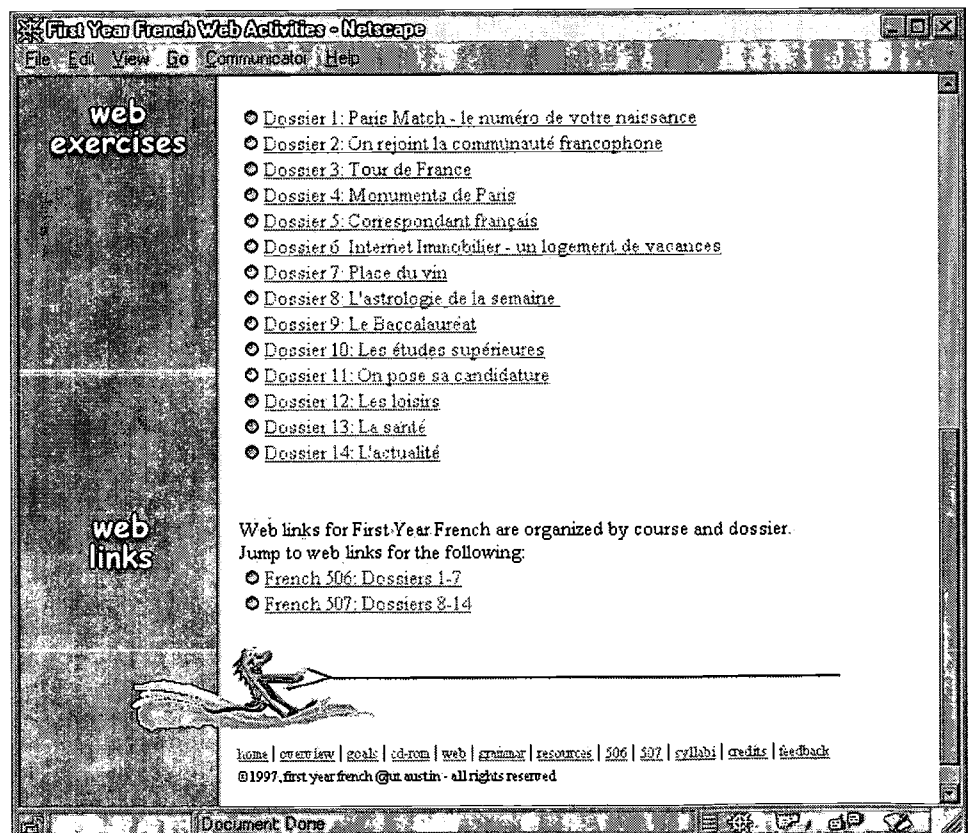 First Year French Web Activities - Netscape
File Edit View Go Communicator Help
web
exercises
Dossier 1: Paris Match - le numéro de votre naissance
Dossier 2: On rejoint la communauté francophone
Dossier 3: Tour de France
Dossier 4: Monuments de Paris
Dossier 5: Correspondant français
Dossier 6: Internet Immobilier - un logement de vacances
Dossier 7: Place du vin
Dossier 8: L'astrologie de la semaine
Dossier 9: Le Baccalauréat
Dossier 10: Les études supérieures
Dossier 11: On pose sa candidature
Dossier 12: Les loisirs
Dossier 13: La santé
Dossier 14: L'actualité
web
links
Web links for First-Year French are organized by course and dossier.
Jump to web links for the following:
French 506: Dossiers 1-7
French 507: Dossiers 8-14
home | overview | goals | cd-rom | web | grammar | resources | 506 | 507 | syllabi | credits | feedback
©1997, first year french @ut austin - all rights reserved
Document: Done